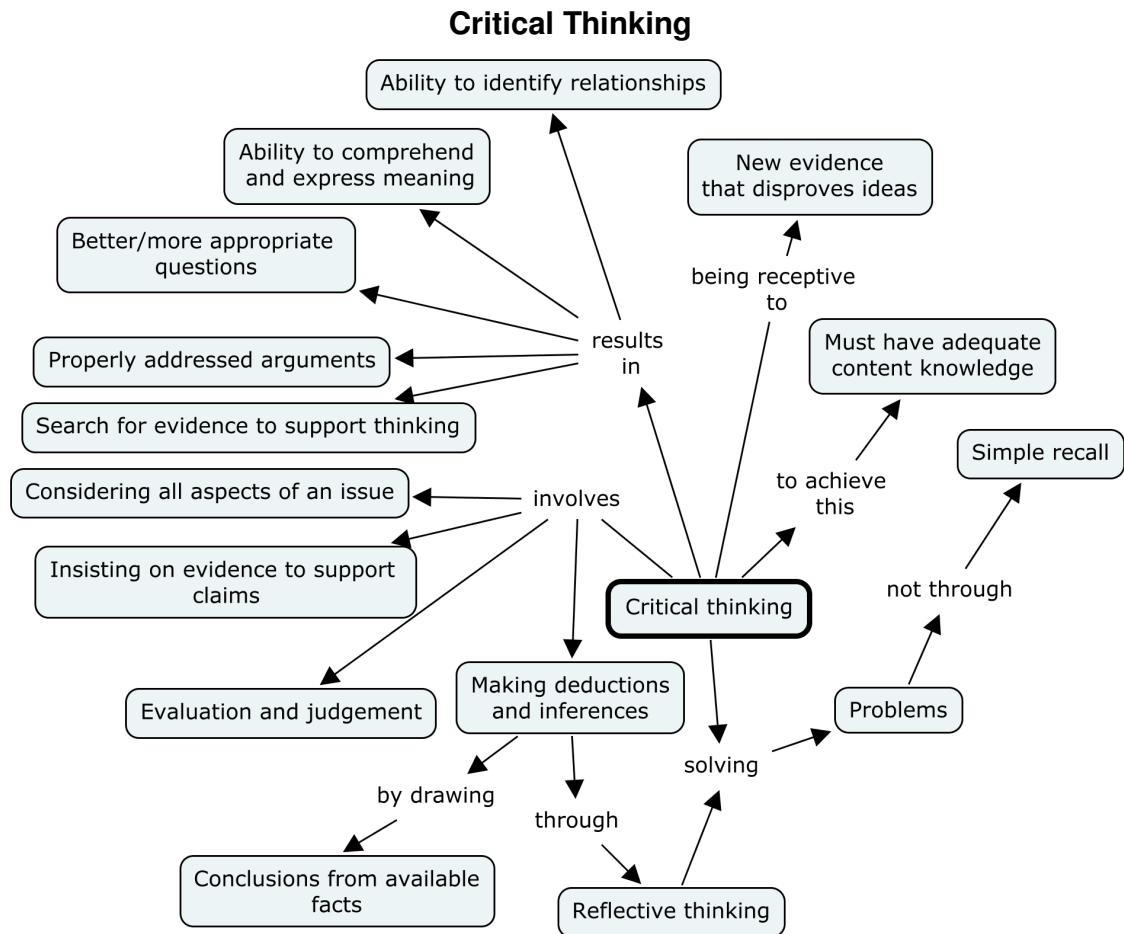 Critical Thinking
Ability to identify relationships
Ability to comprehend
and express meaning
New evidence
that disproves ideas
Better/more appropriate
questions
being receptive
to
results
in
Must have adequate
content knowledge
Properly addressed arguments
Search for evidence to support thinking
Simple recall
to achieve
this
Considering all aspects of an issue
involves
Insisting on evidence to support
claims
not through
Critical thinking
Making deductions
and inferences
Evaluation and judgement
Problems
solving
by drawing
through
Conclusions from available
facts
Reflective thinking